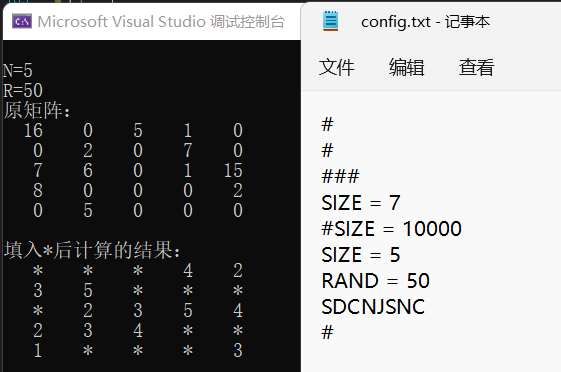 Microsoft Visual Studio 调试控制台
N=5
R=50
原矩阵：
16 0 5 1 0
0 2 0 7 0
7 6 0 1 15
8 0 0 0 2
0 5 0 0 0
填入*后计算的结果：
* * * 4 2
3 5 * * *
* 2 3 5 4
2 3 4 * *
1 * * * 3
config.txt - 记事本
文件 编辑 查看
#
#
###
SIZE = 7
#SIZE = 10000
SIZE = 5
RAND = 50
SDCNJSNC
#